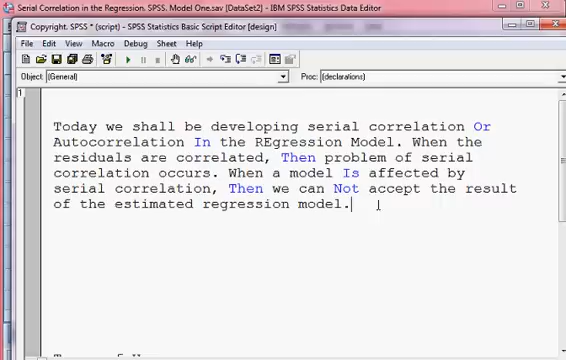 Serial Correlation in the Regression. SPSS. Model One.sav [DataSet2] - IBM SPSS Statistics Data Editor
Copyright. SPSS * (script) - SPSS Statistics Basic Script Editor [design]
File Edit View Macro Debug Sheet Help
Object: (General) Proc: (declarations)
1
Today we shall be developing serial correlation Or
Autocorrelation In the REgression Model. When the
residuals are correlated, Then problem of serial
correlation occurs. When a model Is affected by
serial correlation, Then we can Not accept the result
of the estimated regression model.